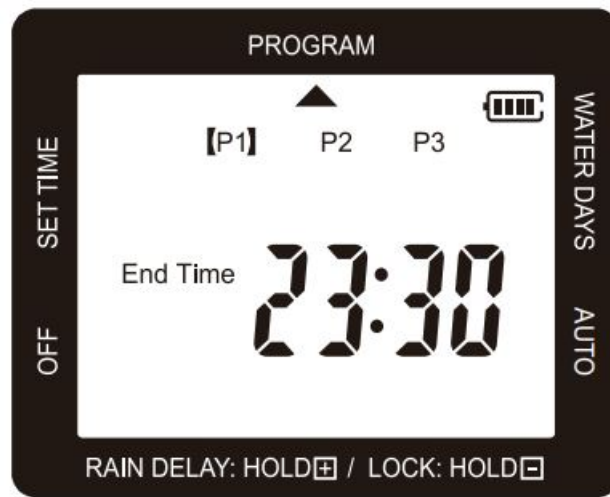 PROGRAM
SET TIME
OFF
【P1】 P2 P3
End Time 23:30
WATER DAYS
AUTO
RAIN DELAY: HOLD⊞ / LOCK: HOLD⊟